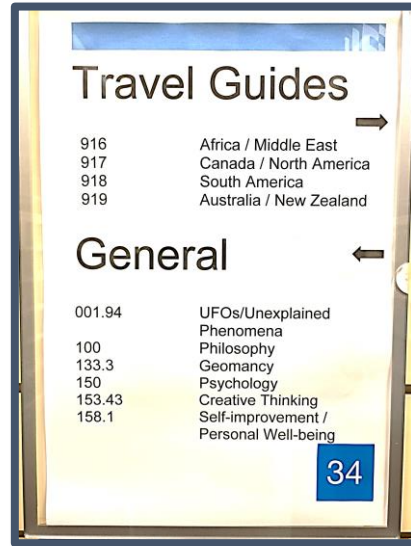 Travel Guides
916 Africa / Middle East
917 Canada / North America
918 South America
919 Australia / New Zealand
General
001.94 UFOs/Unexplained
Phenomena
100 Philosophy
133.3 Geomancy
150 Psychology
153.43 Creative Thinking
158.1 Self-improvement /
Personal Well-being
34